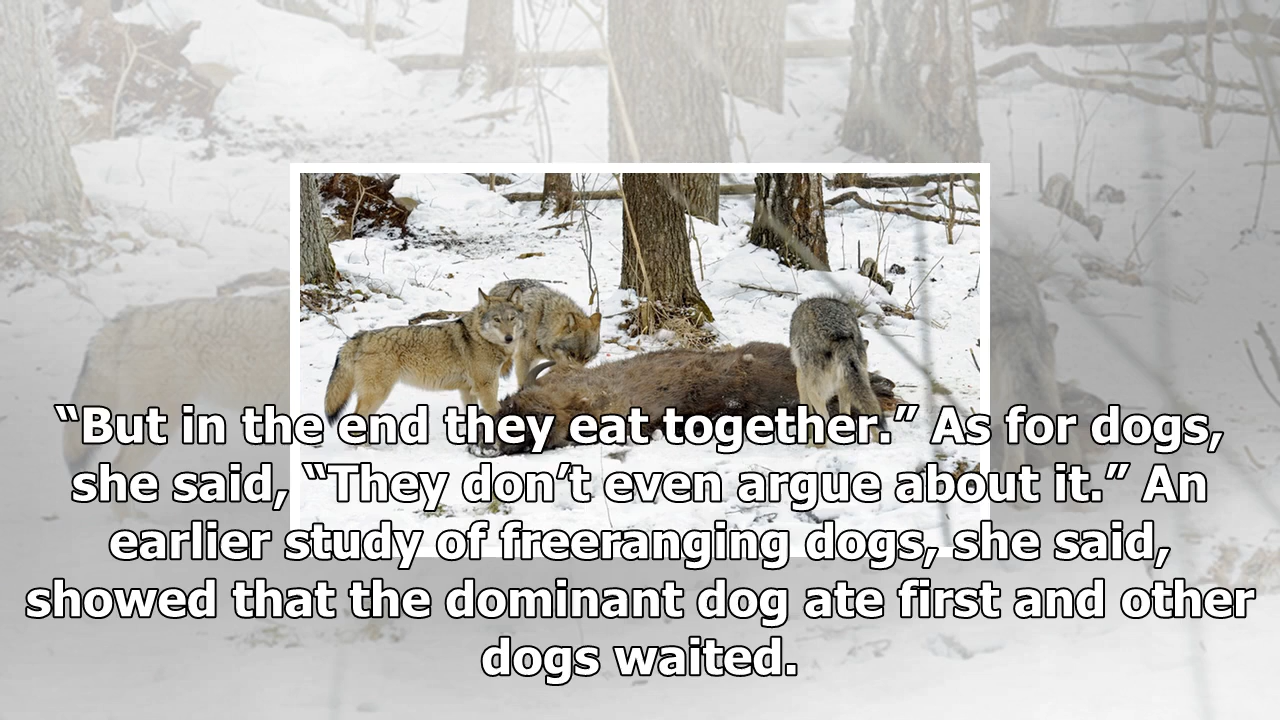 “But in the end they eat together.” As for dogs,
she said, “They don’t even argue about it.” An
earlier study of freeranging dogs, she said,
showed that the dominant dog ate first and other
dogs waited.